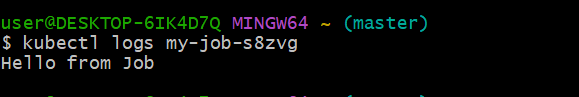 user@DESKTOP-6IK4D7Q MINGW64 ~ (master)
$ kubectl logs my-job-s8zvg
Hello from Job